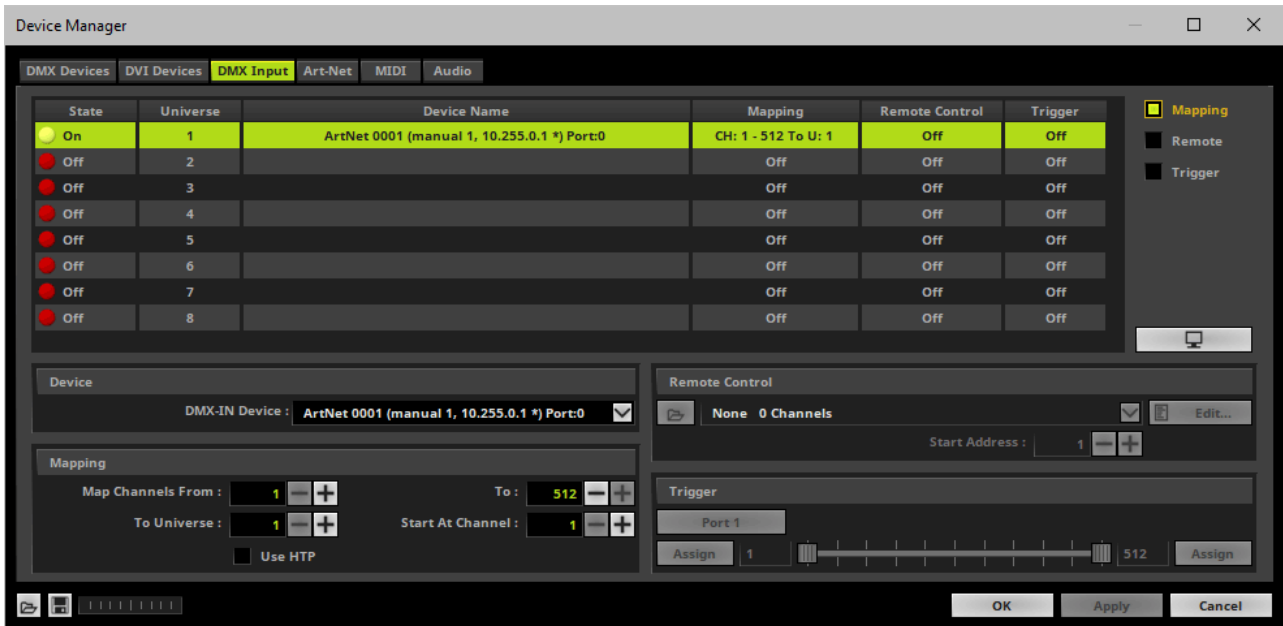 Device Manager
DMX Devices DVI Devices DMX Input Art-Net MIDI Audio
State Universe Device Name Mapping Remote Control Trigger
On 1 ArtNet 0001 (manual 1, 10.255.0.1 *) Port:0 CH: 1 - 512 To U: 1 Off Off
Off 2 Off Off Off
Off 3 Off Off Off
Off 4 Off Off Off
Off 5 Off Off Off
Off 6 Off Off Off
Off 7 Off Off Off
Off 8 Off Off Off
Mapping
Remote
Trigger
Device
DMX-IN Device : ArtNet 0001 (manual 1, 10.255.0.1 *) Port:0
Mapping
Map Channels From : 1 To : 512
To Universe : 1 Start At Channel : 1
Use HTP
Remote Control
None 0 Channels Edit...
Start Address : 1
Trigger
Port 1
Assign 1 512 Assign
OK Apply Cancel